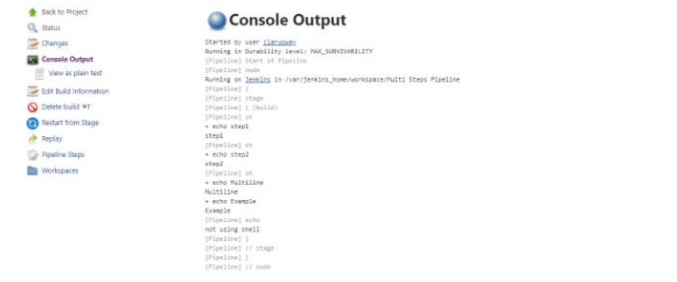 Back to Project
Status
Changes
Console Output
View as plain text
Edit Build Information
Delete build '#1'
Restart from Stage
Replay
Pipeline Steps
Workspaces
Console Output
Started by user clarusway
Running in Durability level: MAX_SURVIVABILITY
[Pipeline] Start of Pipeline
[Pipeline] node
Running on Jenkins in /var/jenkins_home/workspace/Multi Steps Pipeline
[Pipeline] {
[Pipeline] stage
[Pipeline] { (build)
[Pipeline] sh
+ echo step1
step1
[Pipeline] sh
+ echo step2
step2
[Pipeline] sh
+ echo Multiline
Multiline
+ echo Example
Example
[Pipeline] echo
not using shell
[Pipeline] }
[Pipeline] // stage
[Pipeline] }
[Pipeline] // node